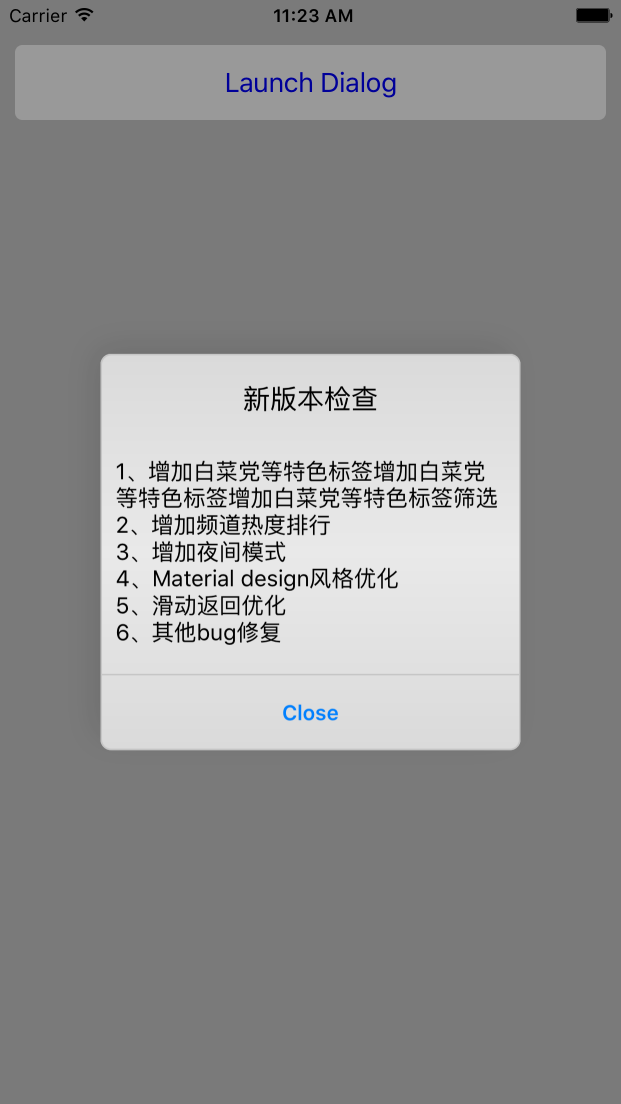 Carrier 11:23 AM
Launch Dialog
新版本检查
1、增加白菜党等特色标签增加白菜党
等特色标签增加白菜党等特色标签筛选
2、增加频道热度排行
3、增加夜间模式
4、Material design风格优化
5、滑动返回优化
6、其他bug修复
Close